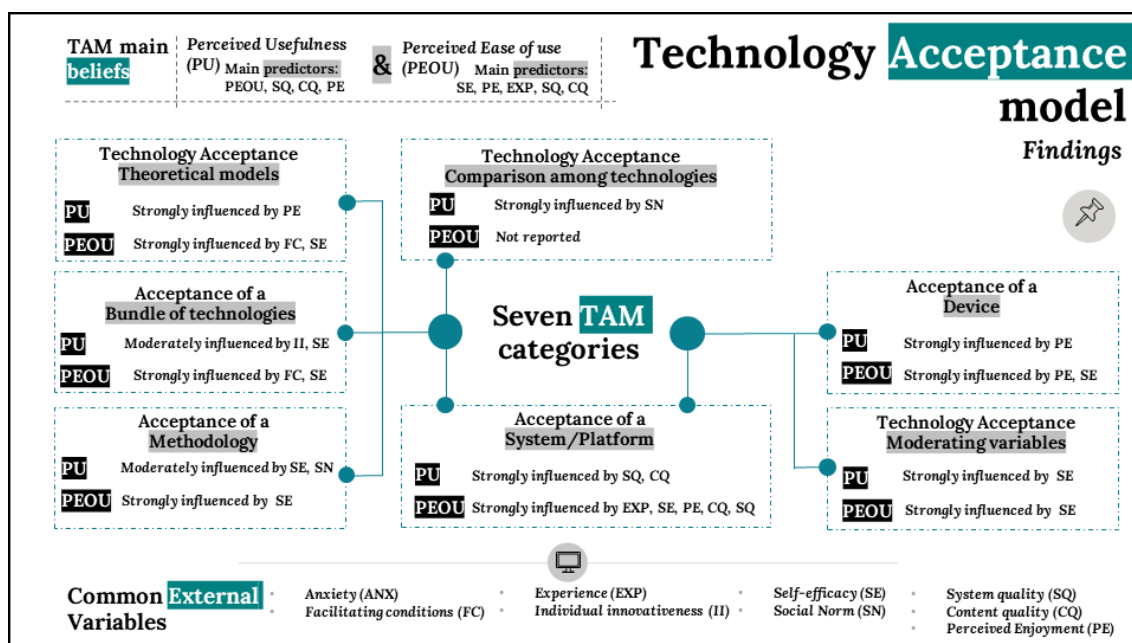 Technology Acceptance
model
Findings
TAM main
beliefs
Perceived Usefulness
(PU) Main predictors:
PEOU, SQ, CQ, PE
&
Perceived Ease of use
(PEOU) Main predictors:
SE, PE, EXP, SQ, CQ
Technology Acceptance
Theoretical models
PU Strongly influenced by PE
PEOU Strongly influenced by FC, SE
Technology Acceptance
Comparison among technologies
PU Strongly influenced by SN
PEOU Not reported
Acceptance of a
Bundle of technologies
PU Moderately influenced by II, SE
PEOU Strongly influenced by FC, SE
Seven TAM
categories
Acceptance of a
Device
PU Strongly influenced by PE
PEOU Strongly influenced by PE, SE
Acceptance of a
Methodology
PU Moderately influenced by SE, SN
PEOU Strongly influenced by SE
Acceptance of a
System/Platform
PU Strongly influenced by SQ, CQ
PEOU Strongly influenced by EXP, SE, PE, CQ, SQ
Technology Acceptance
Moderating variables
PU Strongly influenced by SE
PEOU Strongly influenced by SE
Common External
Variables
Anxiety (ANX)
Facilitating conditions (FC)
Experience (EXP)
Individual innovativeness (II)
Self-efficacy (SE)
Social Norm (SN)
System quality (SQ)
Content quality (CQ)
Perceived Enjoyment (PE)